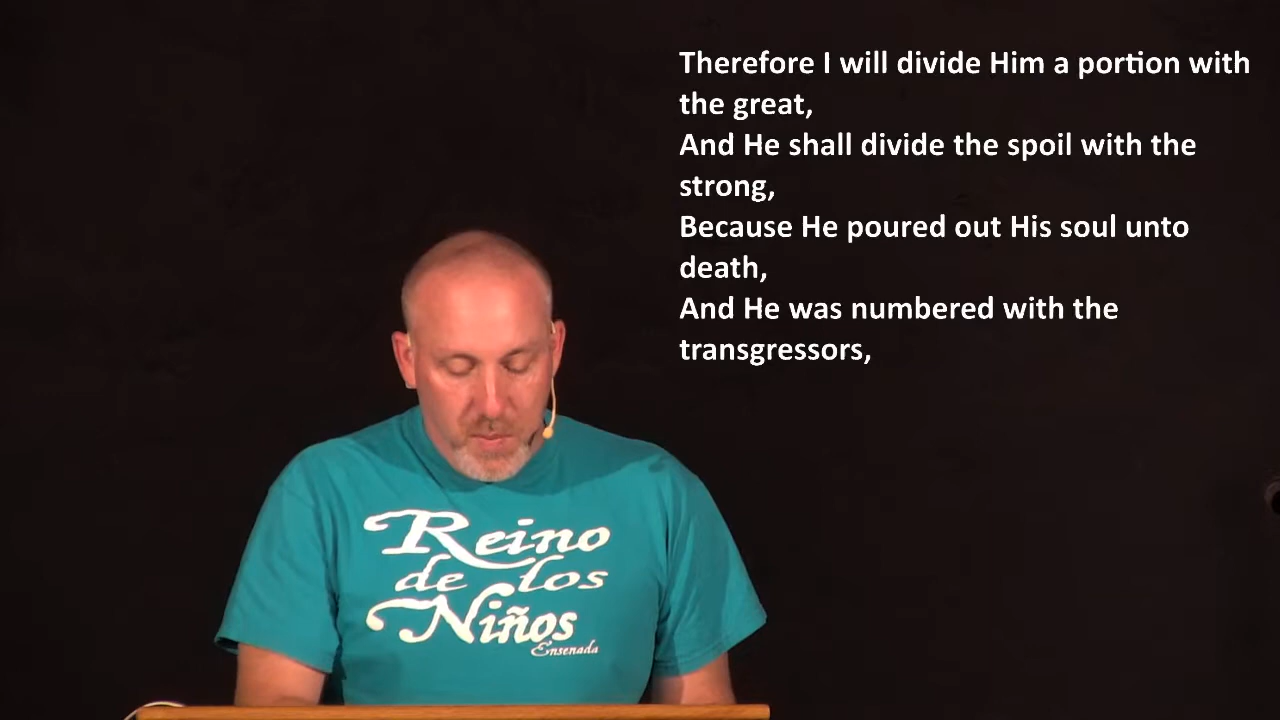 Therefore I will divide Him a portion with
the great,
And He shall divide the spoil with the
strong,
Because He poured out His soul unto
death,
And He was numbered with the
transgressors,
Reino
de los
Niños
Ensenada